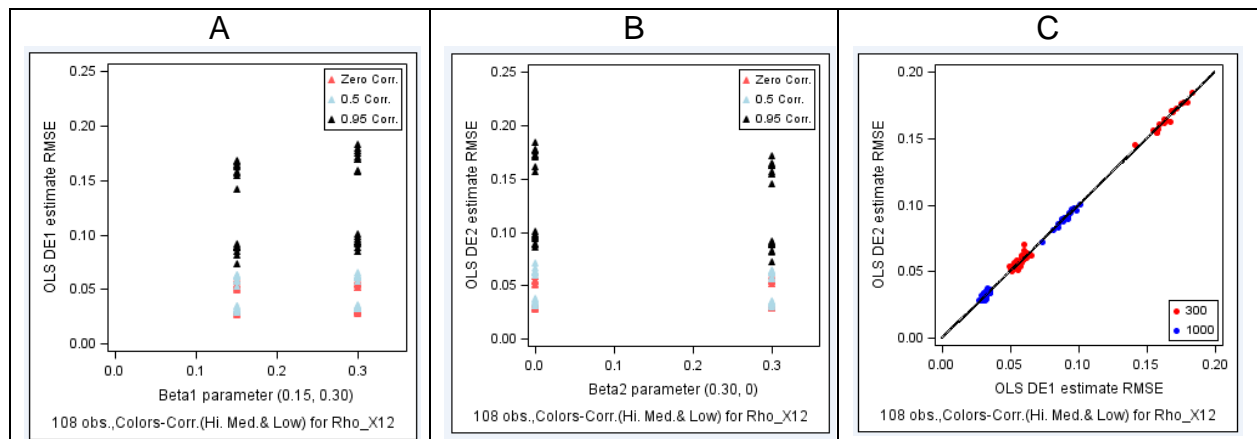 A
0.25
0.20
0.15
0.10
0.05
0.00
OLS DE1 estimate RMSE
Zero Corr.
0.5 Corr.
0.95 Corr.
0.0 0.1 0.2 0.3
Beta1 parameter (0.15, 0.30)
108 obs.,Colors-Corr.(Hi. Med.& Low) for Rho_X12
B
0.25
0.20
0.15
0.10
0.05
0.00
OLS DE2 estimate RMSE
Zero Corr.
0.5 Corr.
0.95 Corr.
0.0 0.1 0.2 0.3
Beta2 parameter (0.30, 0)
108 obs.,Colors-Corr.(Hi. Med.& Low) for Rho_X12
C
0.20
0.15
0.10
0.05
0.00
OLS DE2 estimate RMSE
300
1000
0.00 0.05 0.10 0.15 0.20
OLS DE1 estimate RMSE
108 obs.,Colors-Corr.(Hi. Med.& Low) for Rho_X12